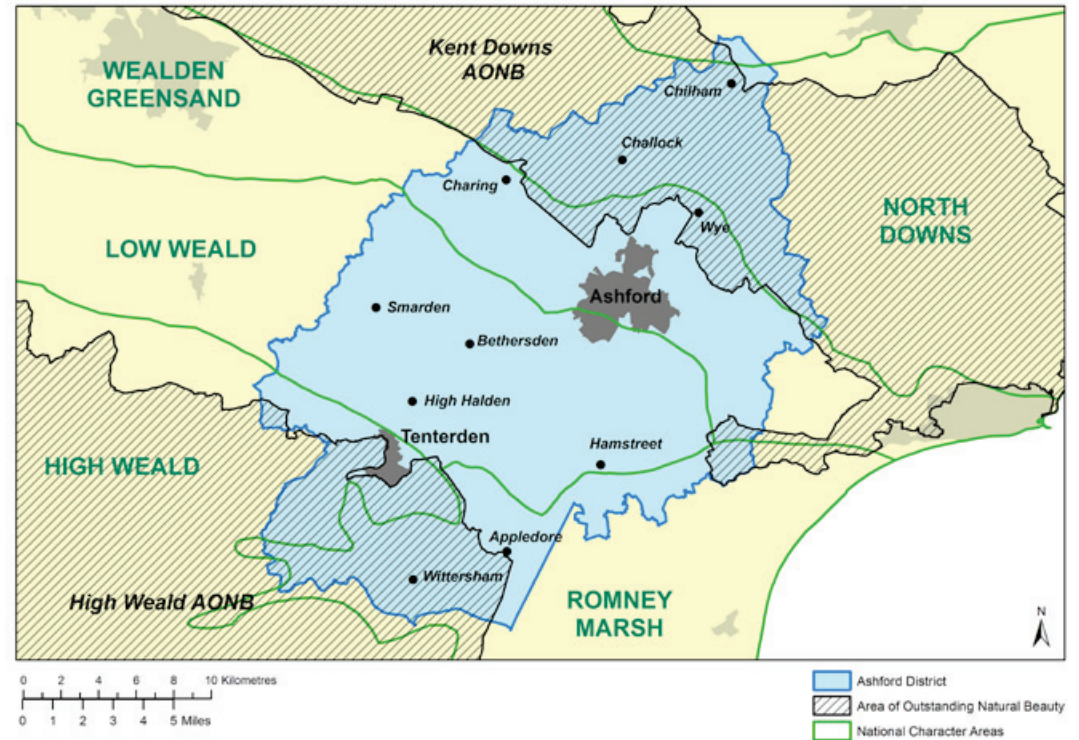 Kent Downs
AONB
WEALDEN
GREENSAND
Chilham
Challock
Charing
NORTH
DOWNS
Wye
LOW WEALD
Ashford
Smarden
Bethersden
High Halden
Tenterden
Hamstreet
HIGH WEALD
Appledore
Wittersham
High Weald AONB
ROMNEY
MARSH
N
0 2 4 6 8 10 Kilometres
0 1 2 3 4 5 Miles
Ashford District
Area of Outstanding Natural Beauty
National Character Areas